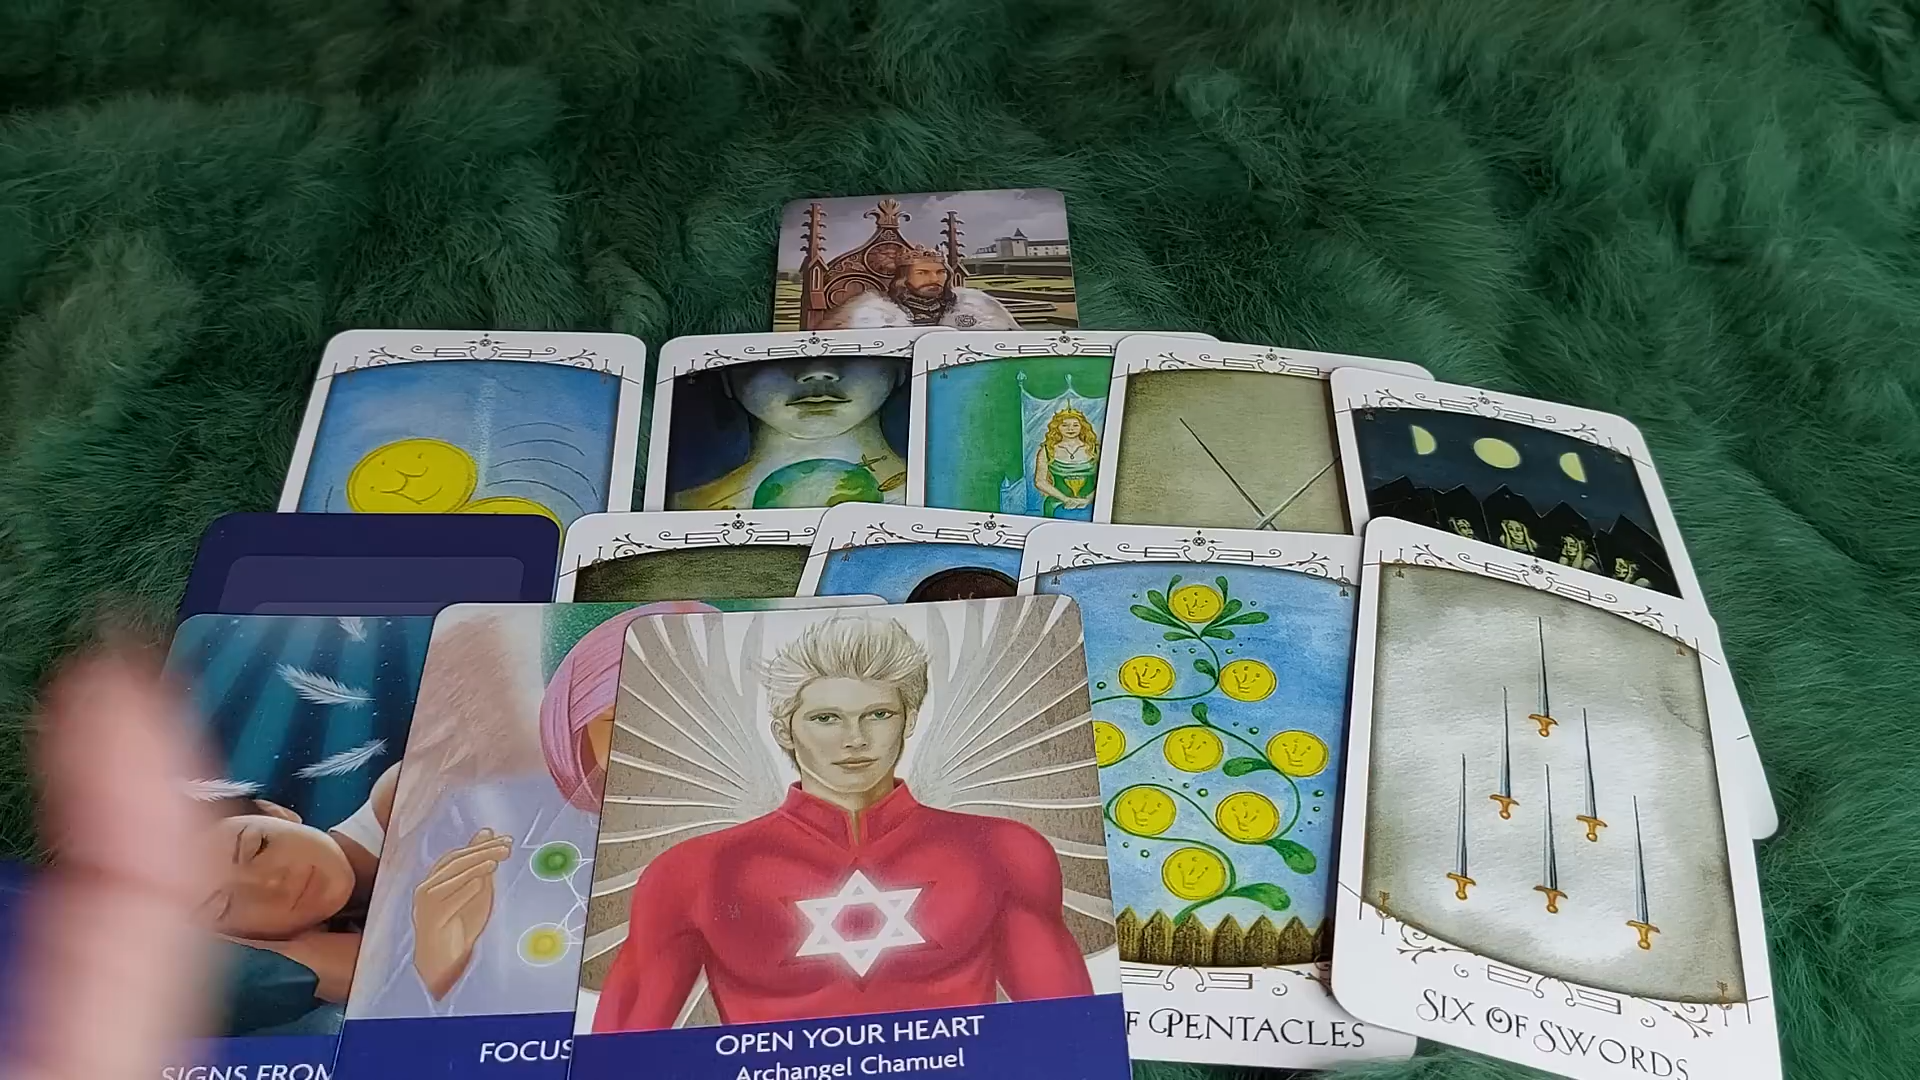 SIGNS FROM
FOCUS
OPEN YOUR HEART
Archangel Chamuel
F PENTACLES
SIX OF SWORDS